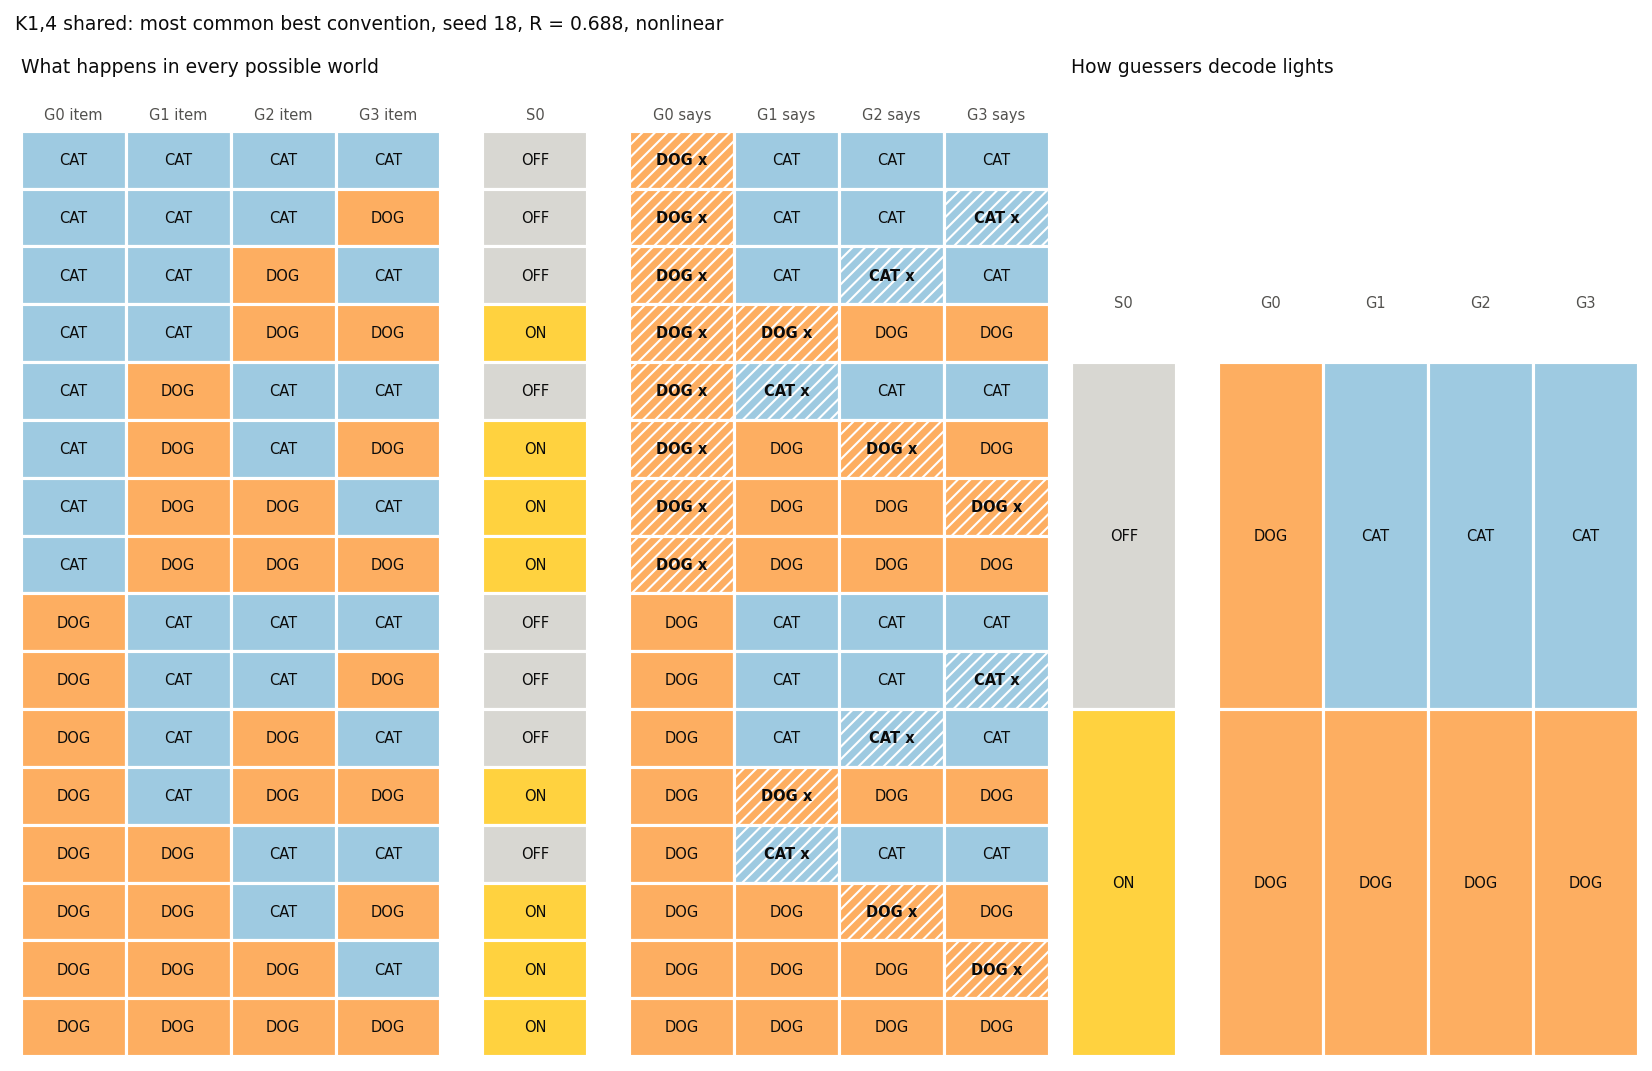 K1,4 shared: most common best convention, seed 18, R = 0.688, nonlinear
What happens in every possible world
How guessers decode lights
G0 item G1 item G2 item G3 item S0 G0 says G1 says G2 says G3 says
CAT CAT CAT CAT OFF DOG x CAT CAT CAT
CAT CAT CAT DOG OFF DOG x CAT CAT CAT x
CAT CAT DOG CAT OFF DOG x CAT CAT x CAT
CAT CAT DOG DOG ON DOG x DOG x DOG DOG
CAT DOG CAT CAT OFF DOG x CAT x CAT CAT
CAT DOG CAT DOG ON DOG x DOG DOG x DOG
CAT DOG DOG CAT ON DOG x DOG DOG DOG x
CAT DOG DOG DOG ON DOG x DOG DOG DOG
DOG CAT CAT CAT OFF DOG CAT CAT CAT
DOG CAT CAT DOG OFF DOG CAT CAT CAT x
DOG CAT DOG CAT OFF DOG CAT CAT x CAT
DOG CAT DOG DOG ON DOG DOG x DOG DOG
DOG DOG CAT CAT OFF DOG CAT x CAT CAT
DOG DOG CAT DOG ON DOG DOG DOG x DOG
DOG DOG DOG CAT ON DOG DOG DOG DOG x
DOG DOG DOG DOG ON DOG DOG DOG DOG
S0 G0 G1 G2 G3
OFF DOG CAT CAT CAT
ON DOG DOG DOG DOG